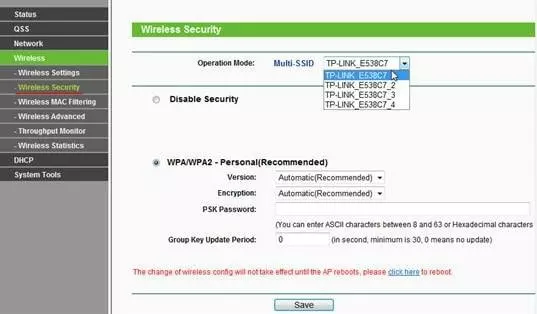 Status
QSS
Network
Wireless
- Wireless Settings
- Wireless Security
- Wireless MAC Filtering
- Wireless Advanced
- Throughput Monitor
- Wireless Statistics
DHCP
System Tools
Wireless Security
Operation Mode: Multi-SSID TP-LINK_E538C7
TP-LINK_E538C7
TP-LINK_E538C7_2
TP-LINK_E538C7_3
TP-LINK_E538C7_4
Disable Security
WPA/WPA2 - Personal(Recommended)
Version: Automatic(Recommended)
Encryption: Automatic(Recommended)
PSK Password:
(You can enter ASCII characters between 8 and 63 or Hexadecimal characters
Group Key Update Period: 0 (in second, minimum is 30, 0 means no update)
The change of wireless config will not take effect until the AP reboots, please click here to reboot.
Save